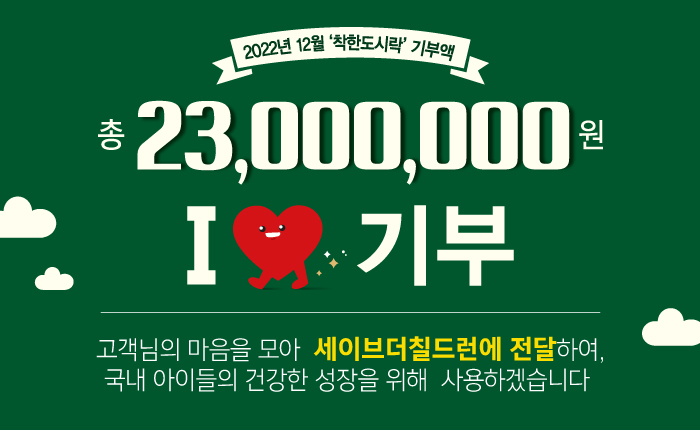 2022년 12월 ‘착한도시락’ 기부액
총 23,000,000 원
I 기부
고객님의 마음을 모아 세이브더칠드런에 전달하여,
국내 아이들의 건강한 성장을 위해 사용하겠습니다